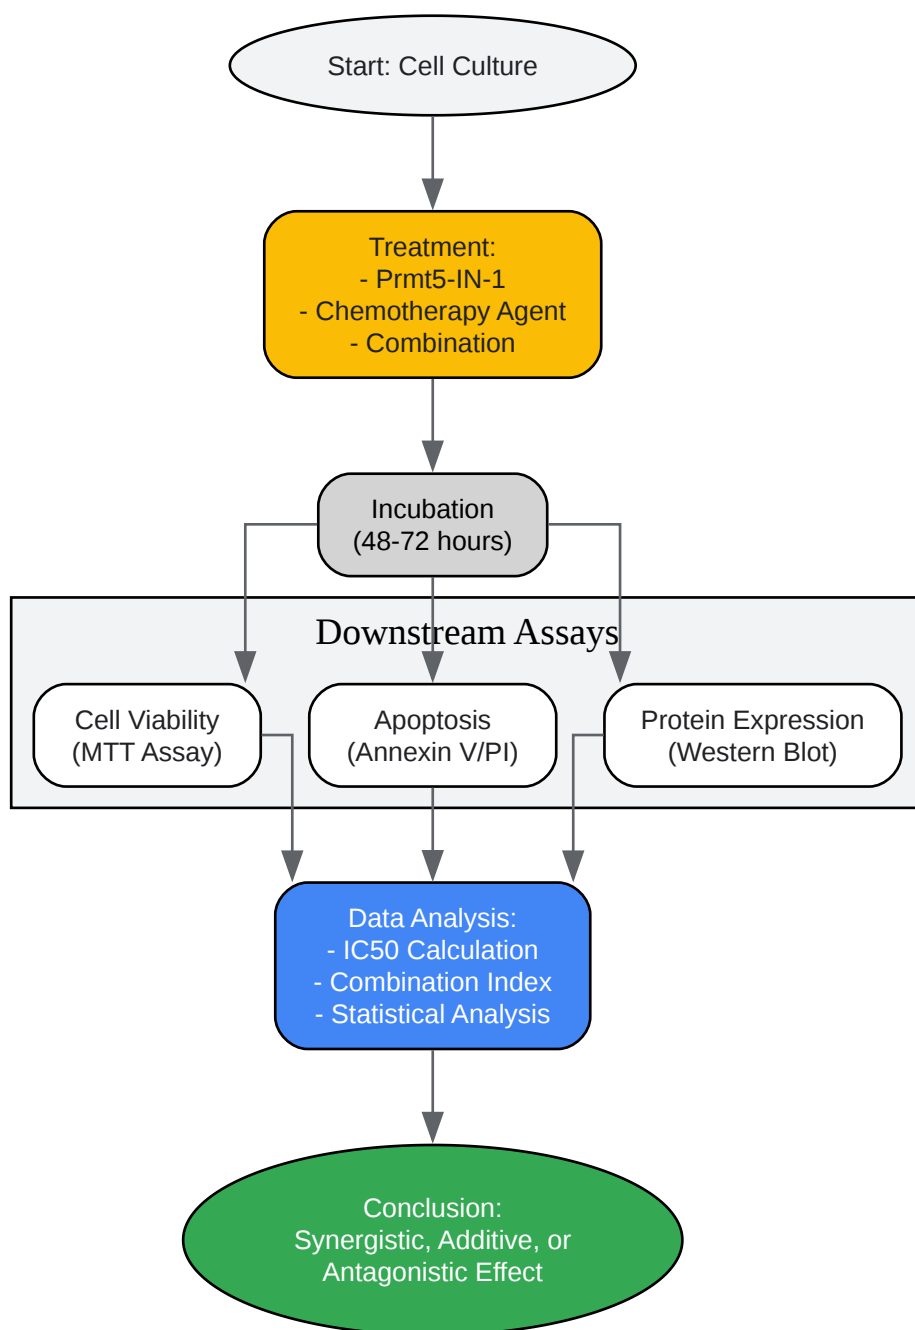 Start: Cell Culture
Treatment:
- Prmt5-IN-1
- Chemotherapy Agent
- Combination
Incubation
(48-72 hours)
Downstream Assays
Cell Viability
(MTT Assay)
Apoptosis
(Annexin V/PI)
Protein Expression
(Western Blot)
Data Analysis:
- IC50 Calculation
- Combination Index
- Statistical Analysis
Conclusion:
Synergistic, Additive, or
Antagonistic Effect